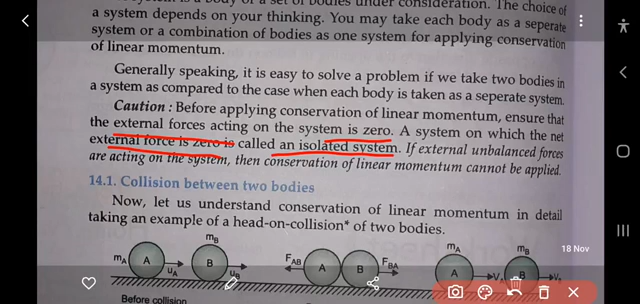 a system depends on your thinking. You may take each body as a seperate
system or a combination of bodies as one system for applying conservation
of linear momentum.
Generally speaking, it is easy to solve a problem if we take two bodies in
a system as compared to the case when each body is taken as a seperate system.
Caution : Before applying conservation of linear momentum, ensure that
the external forces acting on the system is zero. A system on which the net
external force is zero is called an isolated system. If external unbalanced forces
are acting on the system, then conservation of linear momentum cannot be applied.
14.1. Collision between two bodies
Now, let us understand conservation of linear momentum in detail
taking an example of a head-on-collision* of two bodies.
mA A uA mB B uB FAB A B FBA mA A mB B
18 Nov
Before collision